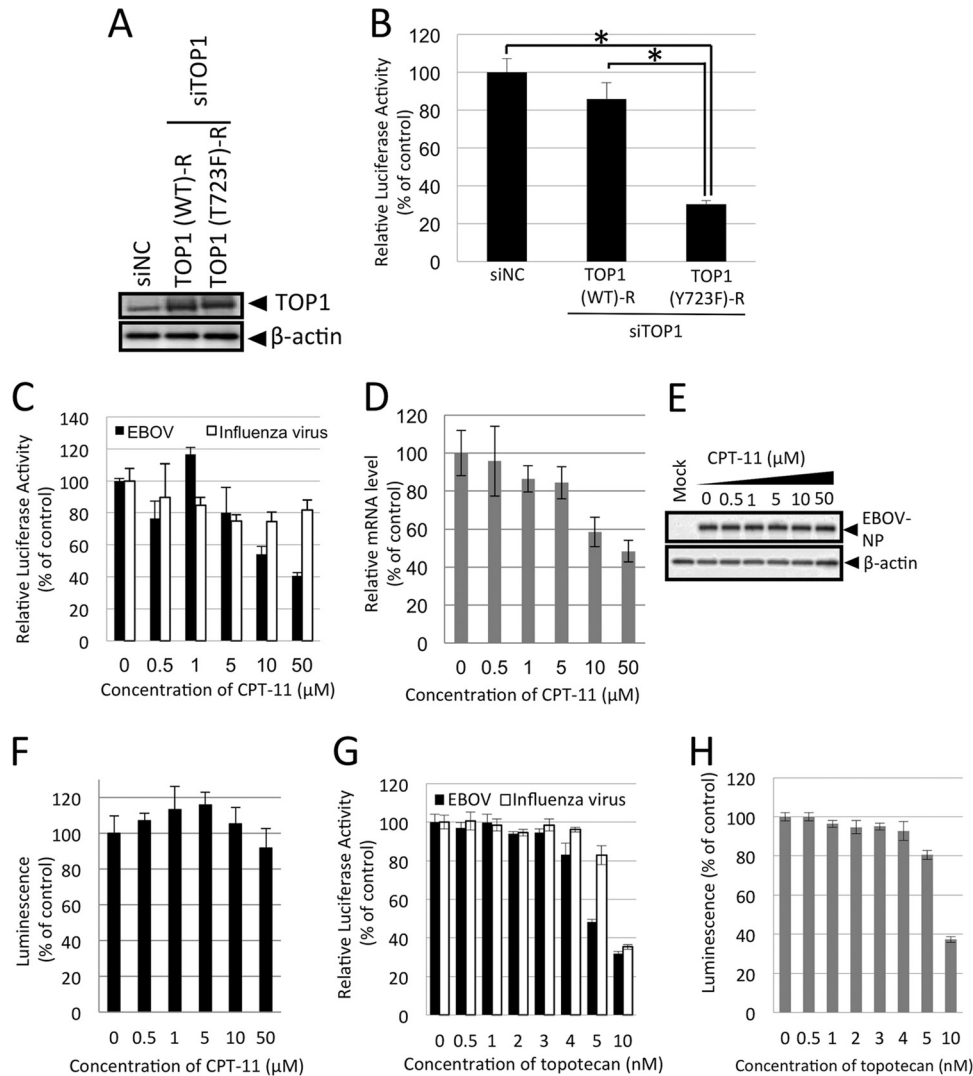 A
siTOP1
siNC
TOP1 (WT)-R
TOP1 (T723F)-R
TOP1
β-actin
B
Relative Luciferase Activity
(% of control)
120
100
80
60
40
20
0
*
*
siNC
TOP1
(WT)-R
TOP1
(Y723F)-R
siTOP1
C
Relative Luciferase Activity
(% of control)
140
120
100
80
60
40
20
0
EBOV
Influenza virus
0 0.5 1 5 10 50
Concentration of CPT-11 (μM)
D
Relative mRNA level
(% of control)
120
100
80
60
40
20
0
0 0.5 1 5 10 50
Concentration of CPT-11 (μM)
E
Mock
CPT-11 (μM)
0 0.5 1 5 10 50
EBOV-
NP
β-actin
F
Luminescence
(% of control)
120
100
80
60
40
20
0
0 0.5 1 5 10 50
Concentration of CPT-11 (μM)
G
Relative Luciferase Activity
(% of control)
120
100
80
60
40
20
0
EBOV
Influenza virus
0 0.5 1 2 3 4 5 10
Concentration of topotecan (nM)
H
Luminescence (% of control)
120
100
80
60
40
20
0
0 0.5 1 2 3 4 5 10
Concentration of topotecan (nM)